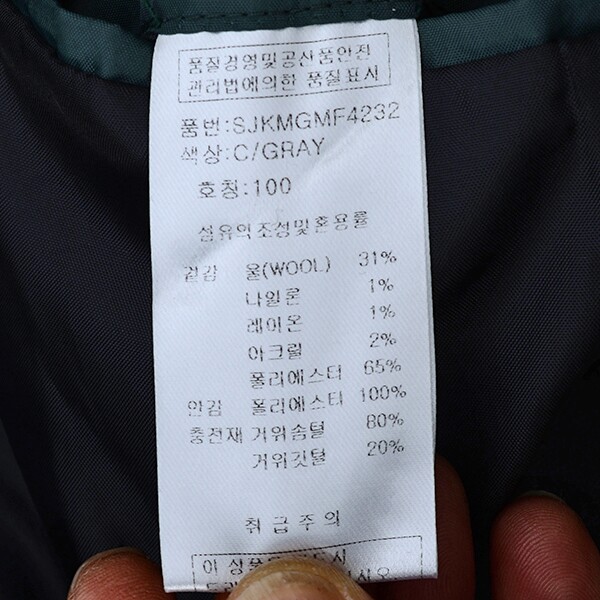 품질경영및공산품안전
관리법에의한 품질표시
품번:SJKMGMF4232
색상:C/GRAY
호칭:100
섬유의조성및혼용률
겉감 울(WOOL) 31%
나일론 1%
레이온 1%
아크릴 2%
폴리에스터 65%
안감 폴리에스터 100%
충전재 거위솜털 80%
거위깃털 20%
취급주의
이 상품